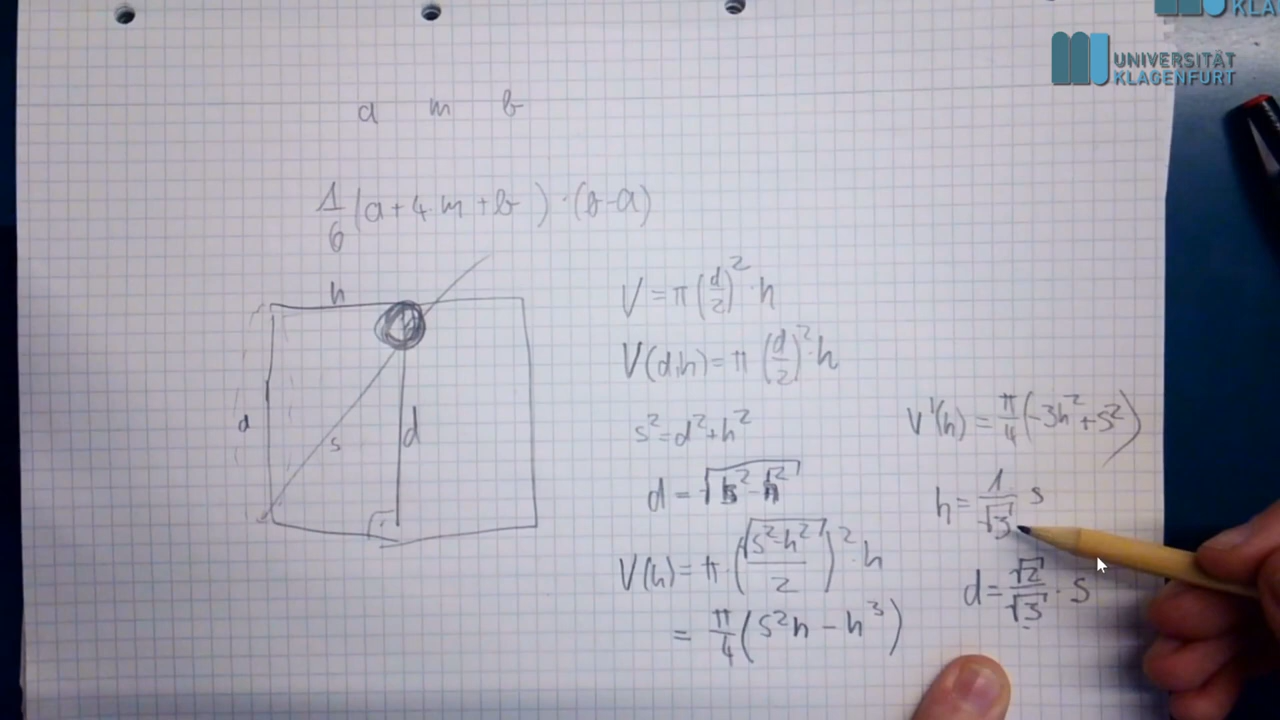 UNIVERSITÄT
KLAGENFURT
a m b
1/6 (a+4·m+b)·(b-a)
h
d
s
d
V = π(d/2)²·h
V(d,h) = π(d/2)²·h
s²=d²+h²
d = √(s²-h²)
V(h) = π·(√(s²-h²)/2)²·h
= π/4(s²h - h³)
V'(h) = π/4(-3h²+s²)
h = 1/√3 · s
d = √2/√3 · s